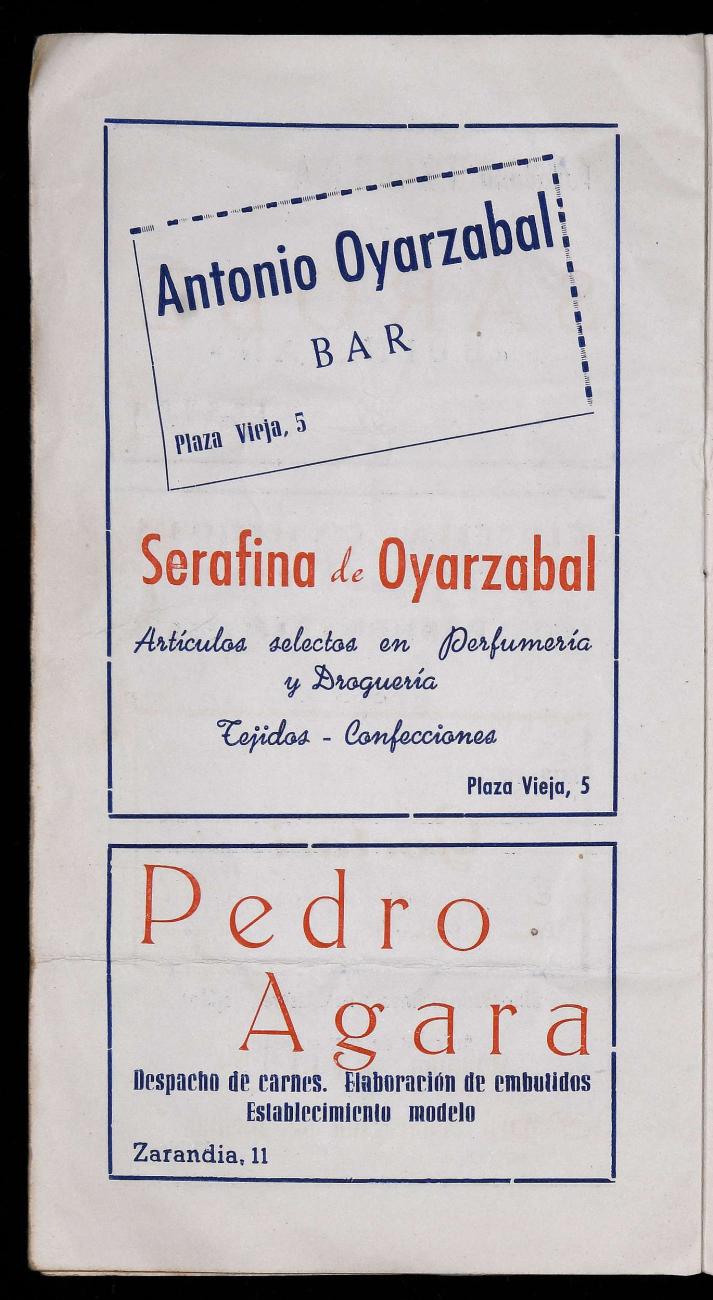 Antonio Oyarzabal
BAR
Plaza Vieja, 5
Serafina de Oyarzabal
Artículos selectos en Perfumería
y Droguería
Tejidos - Confecciones
Plaza Vieja, 5
Pedro
Agara
Despacho de carnes. Elaboración de embutidos
Establecimiento modelo
Zarandia, 11